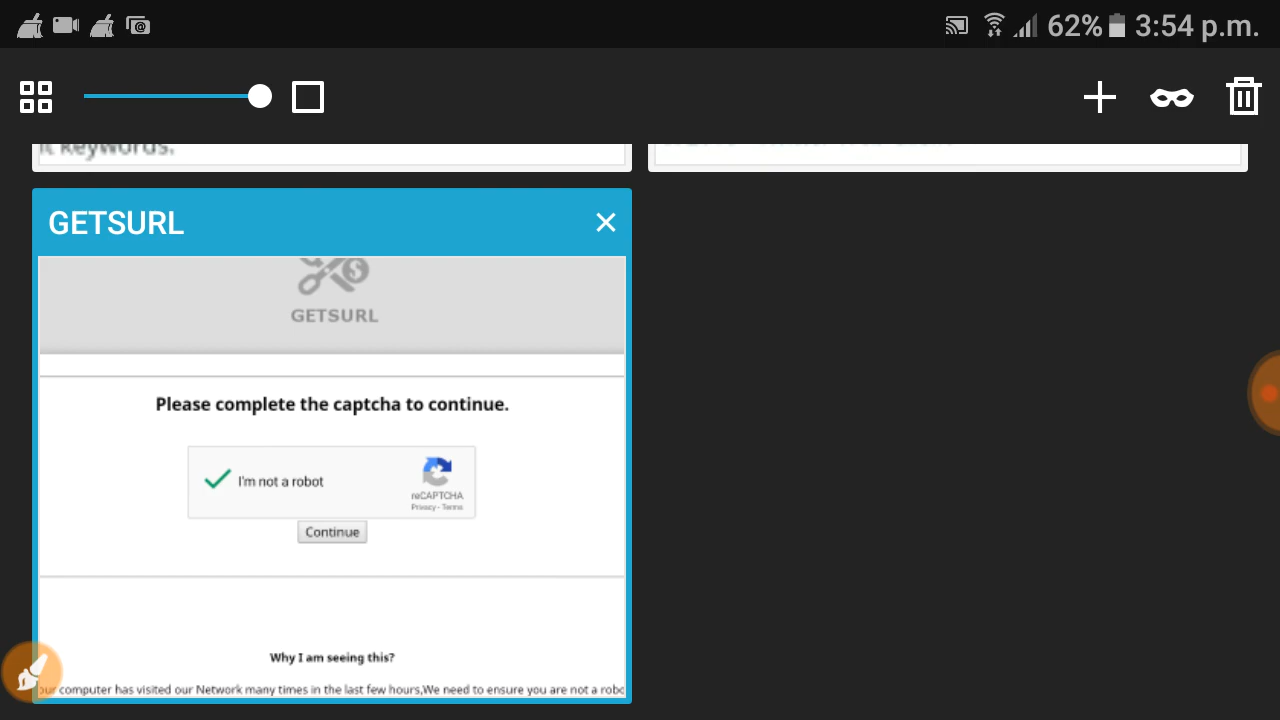 62% 3:54 p.m.
it keywords.
GETSURL
GETSURL
Please complete the captcha to continue.
I'm not a robot
reCAPTCHA
Privacy - Terms
Continue
Why I am seeing this?
our computer has visited our Network many times in the last few hours,We need to ensure you are not a robo